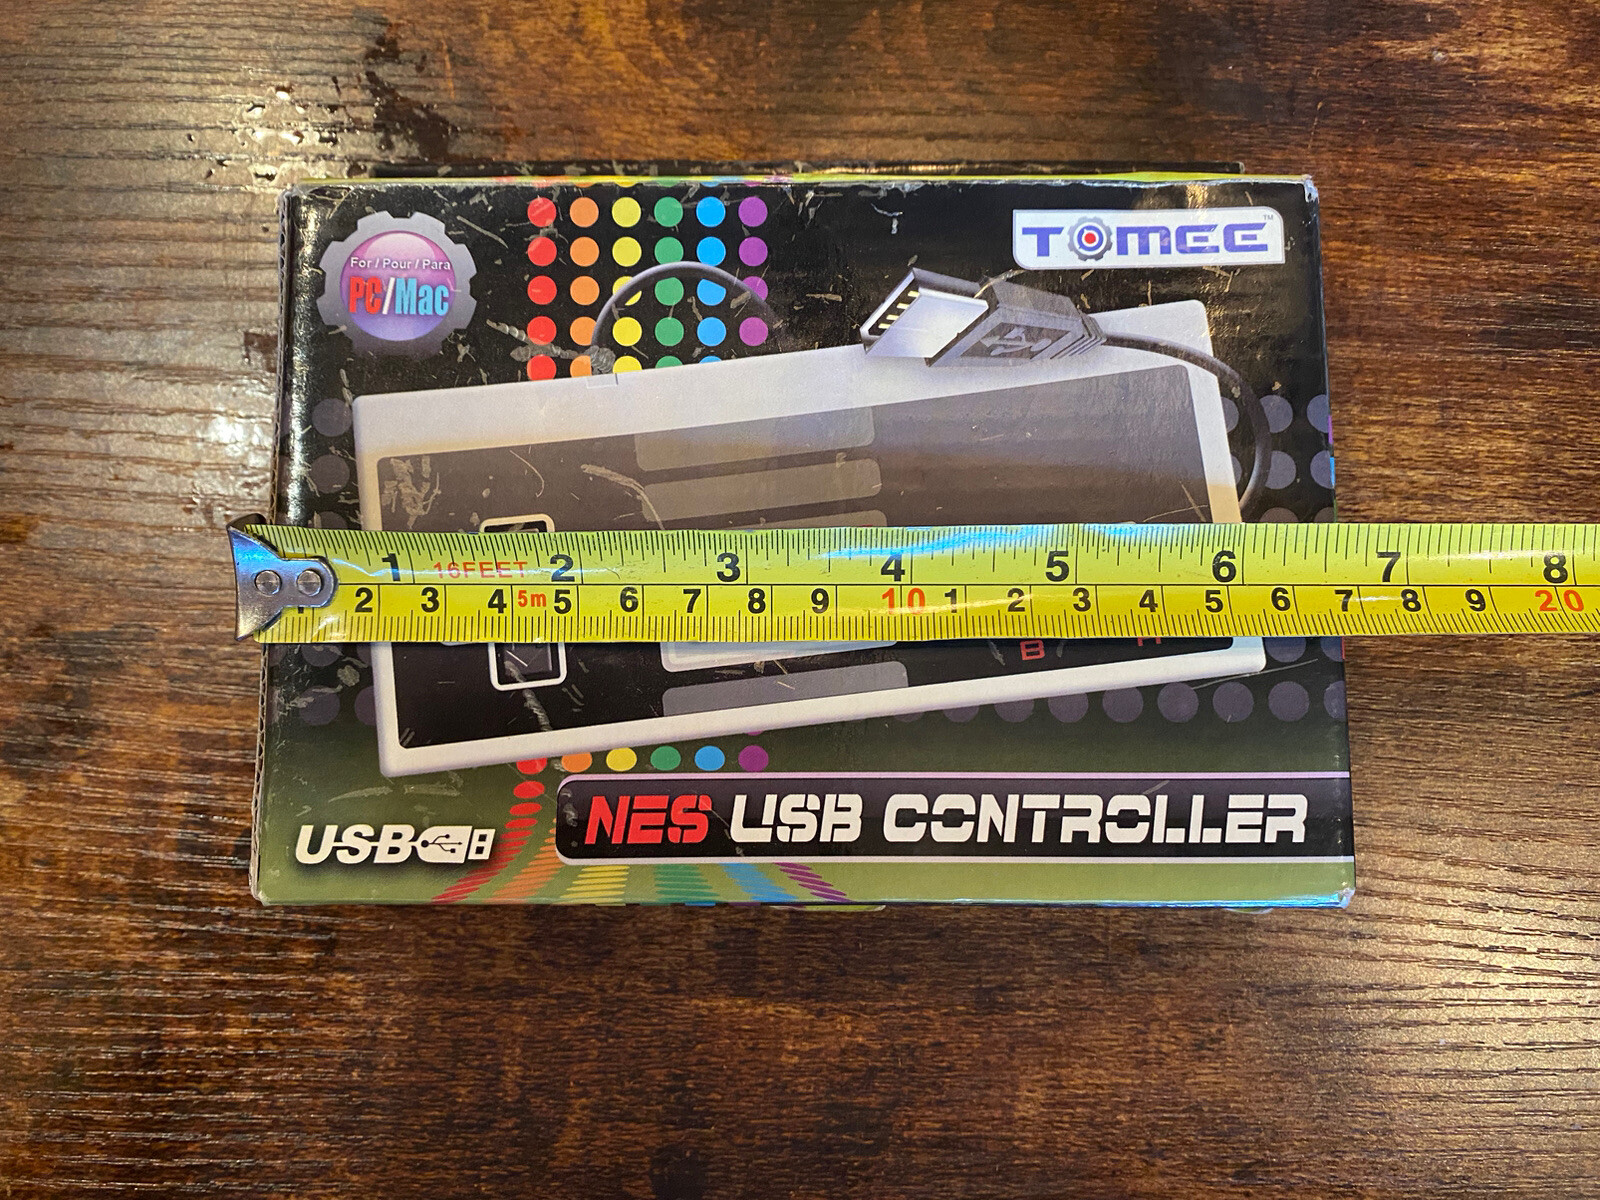 For / Pour / Para
PC/Mac
TOMEE™
1 16FEET 2 3 4 5 6 7 8
1 2 3 4 5m 5 6 7 8 9 10 1 2 3 4 5 6 7 8 9 20
B
USB
NES USB CONTROLLER